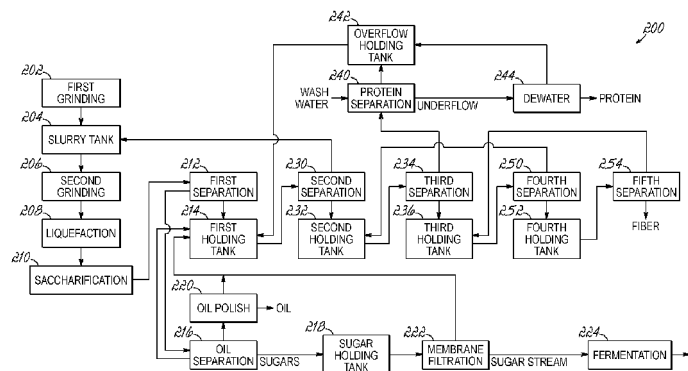 242
200
OVERFLOW
HOLDING
TANK
202
FIRST
GRINDING
240
244
WASH
WATER
PROTEIN
SEPARATION
UNDERFLOW
DEWATER
PROTEIN
204
SLURRY TANK
206
SECOND
GRINDING
212
FIRST
SEPARATION
230
SECOND
SEPARATION
234
THIRD
SEPARATION
250
FOURTH
SEPARATION
254
FIFTH
SEPARATION
208
LIQUEFACTION
214
FIRST
HOLDING
TANK
232
SECOND
HOLDING TANK
236
THIRD
HOLDING
TANK
252
FOURTH
HOLDING
TANK
FIBER
210
SACCHARIFICATION
220
OIL POLISH
OIL
216
OIL
SEPARATION
SUGARS
218
SUGAR
HOLDING
TANK
222
MEMBRANE
FILTRATION
SUGAR STREAM
224
FERMENTATION